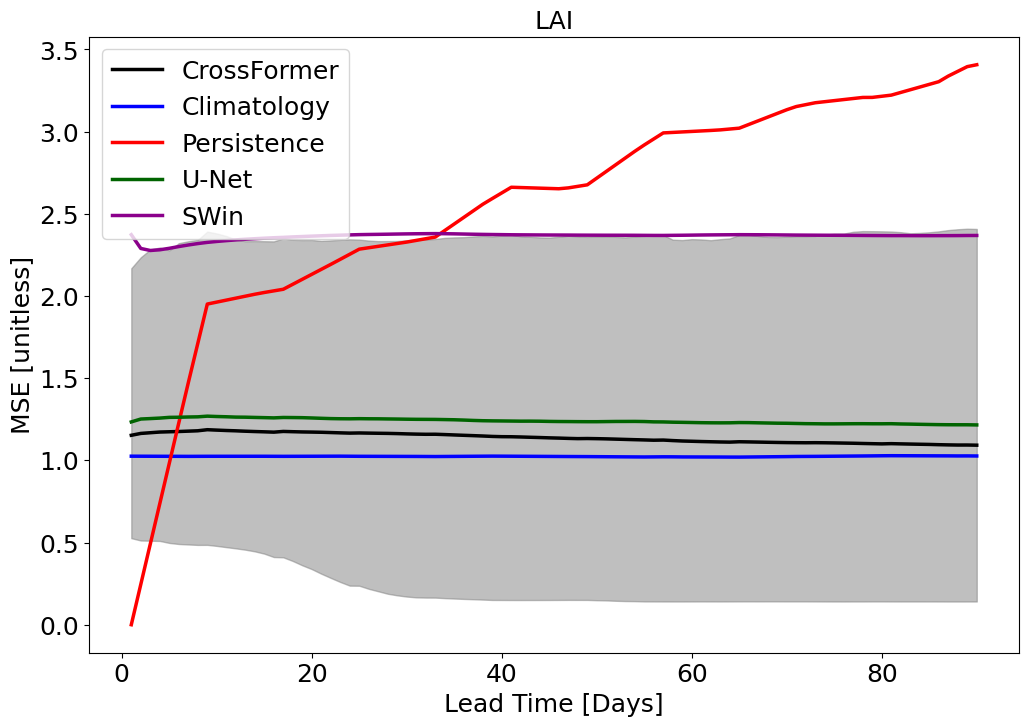 LAI
3.5
3.0
2.5
2.0
1.5
1.0
0.5
0.0
MSE [unitless]
CrossFormer
Climatology
Persistence
U-Net
SWin
0 20 40 60 80
Lead Time [Days]